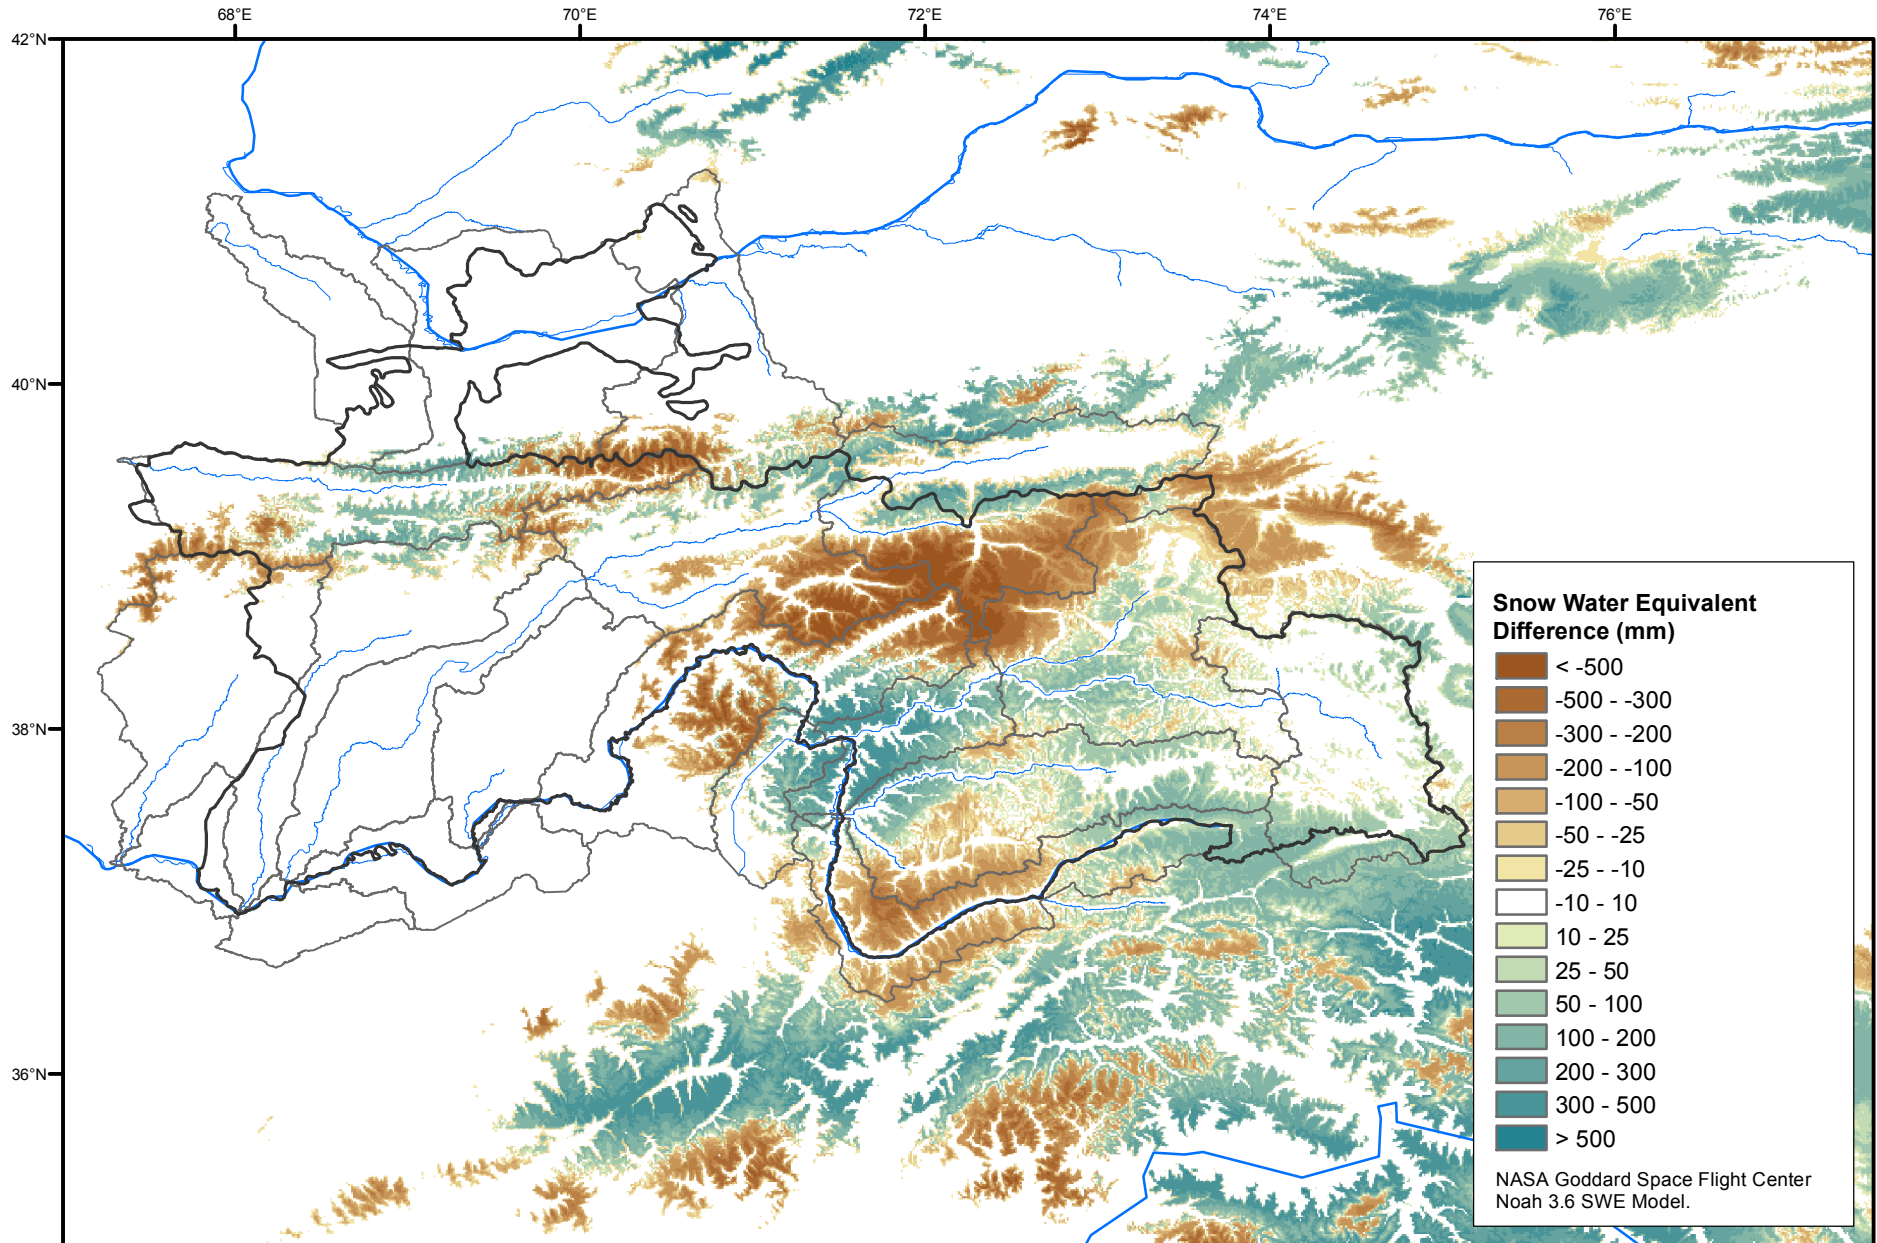 68°E 70°E 72°E 74°E 76°E
42°N
40°N
38°N
36°N
Snow Water Equivalent
Difference (mm)
< -500
-500 - -300
-300 - -200
-200 - -100
-100 - -50
-50 - -25
-25 - -10
-10 - 10
10 - 25
25 - 50
50 - 100
100 - 200
200 - 300
300 - 500
> 500
NASA Goddard Space Flight Center
Noah 3.6 SWE Model.